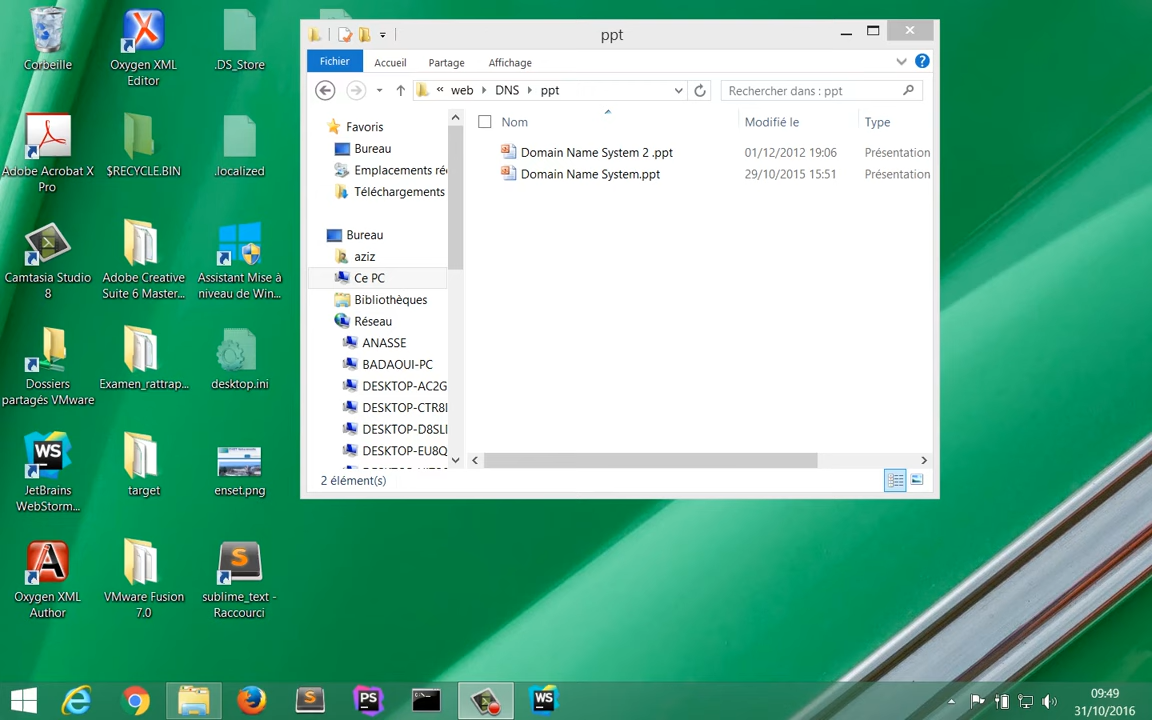 Corbeille
Oxygen XML
Editor
.DS_Store
Adobe Acrobat X
Pro
$RECYCLE.BIN
.localized
Camtasia Studio
8
Adobe Creative
Suite 6 Master...
Assistant Mise à
niveau de Win...
Dossiers
partagés VMware
Examen_rattrap...
desktop.ini
WS
JetBrains
WebStorm...
target
enset.png
Oxygen XML
Author
VMware Fusion
7.0
sublime_text -
Raccourci
ppt
Fichier
Accueil
Partage
Affichage
« web DNS ppt
Rechercher dans : ppt
Favoris
Bureau
Emplacements ré
Téléchargements
Bureau
aziz
Ce PC
Bibliothèques
Réseau
ANASSE
BADAOUI-PC
DESKTOP-AC2G
DESKTOP-CTR8
DESKTOP-D8SL
DESKTOP-EU8Q
Nom Modifié le Type
Domain Name System 2 .ppt 01/12/2012 19:06 Présentation
Domain Name System.ppt 29/10/2015 15:51 Présentation
2 élément(s)
PS
WS
09:49
31/10/2016